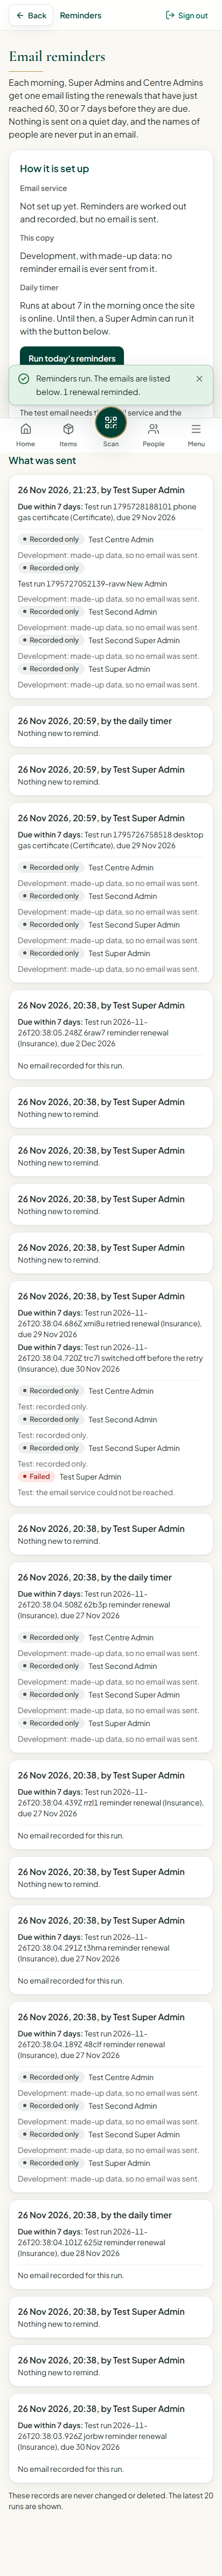 Back
Reminders
Sign out
Email reminders
Each morning, Super Admins and Centre Admins
get one email listing the renewals that have just
reached 60, 30 or 7 days before they are due.
Nothing is sent on a quiet day, and the names of
people are never put in an email.
How it is set up
Email service
Not set up yet. Reminders are worked out
and recorded, but no email is sent.
This copy
Development, with made-up data: no
reminder email is ever sent from it.
Daily timer
Runs at about 7 in the morning once the site
is online. Until then, a Super Admin can run it
with the button below.
Run today's reminders
Reminders run. The emails are listed
below. 1 renewal reminded.
The test email needs th
il service and the
Home
Items
Scan
People
Menu
What was sent
26 Nov 2026, 21:23, by Test Super Admin
Due within 7 days: Test run 1795728188101 phone
gas certificate (Certificate), due 29 Nov 2026
Recorded only Test Centre Admin
Development: made-up data, so no email was sent.
Recorded only
Test run 1795727052139-ravw New Admin
Development: made-up data, so no email was sent.
Recorded only Test Second Admin
Development: made-up data, so no email was sent.
Recorded only Test Second Super Admin
Development: made-up data, so no email was sent.
Recorded only Test Super Admin
Development: made-up data, so no email was sent.
26 Nov 2026, 20:59, by the daily timer
Nothing new to remind.
26 Nov 2026, 20:59, by Test Super Admin
Nothing new to remind.
26 Nov 2026, 20:59, by Test Super Admin
Due within 7 days: Test run 1795726758518 desktop
gas certificate (Certificate), due 29 Nov 2026
Recorded only Test Centre Admin
Development: made-up data, so no email was sent.
Recorded only Test Second Admin
Development: made-up data, so no email was sent.
Recorded only Test Second Super Admin
Development: made-up data, so no email was sent.
Recorded only Test Super Admin
Development: made-up data, so no email was sent.
26 Nov 2026, 20:38, by Test Super Admin
Due within 7 days: Test run 2026-11-
26T20:38:05.248Z 6raw7 reminder renewal
(Insurance), due 2 Dec 2026
No email recorded for this run.
26 Nov 2026, 20:38, by Test Super Admin
Nothing new to remind.
26 Nov 2026, 20:38, by Test Super Admin
Nothing new to remind.
26 Nov 2026, 20:38, by Test Super Admin
Nothing new to remind.
26 Nov 2026, 20:38, by Test Super Admin
Nothing new to remind.
26 Nov 2026, 20:38, by Test Super Admin
Due within 7 days: Test run 2026-11-
26T20:38:04.686Z xmi8u retried renewal (Insurance),
due 29 Nov 2026
Due within 7 days: Test run 2026-11-
26T20:38:04.720Z trc7l switched off before the retry
(Insurance), due 30 Nov 2026
Recorded only Test Centre Admin
Test: recorded only.
Recorded only Test Second Admin
Test: recorded only.
Recorded only Test Second Super Admin
Test: recorded only.
Failed Test Super Admin
Test: the email service could not be reached.
26 Nov 2026, 20:38, by Test Super Admin
Nothing new to remind.
26 Nov 2026, 20:38, by the daily timer
Due within 7 days: Test run 2026-11-
26T20:38:04.508Z 62b3p reminder renewal
(Insurance), due 27 Nov 2026
Recorded only Test Centre Admin
Development: made-up data, so no email was sent.
Recorded only Test Second Admin
Development: made-up data, so no email was sent.
Recorded only Test Second Super Admin
Development: made-up data, so no email was sent.
Recorded only Test Super Admin
Development: made-up data, so no email was sent.
26 Nov 2026, 20:38, by Test Super Admin
Due within 7 days: Test run 2026-11-
26T20:38:04.439Z rrzl1 reminder renewal (Insurance),
due 27 Nov 2026
No email recorded for this run.
26 Nov 2026, 20:38, by Test Super Admin
Nothing new to remind.
26 Nov 2026, 20:38, by Test Super Admin
Due within 7 days: Test run 2026-11-
26T20:38:04.291Z t3hma reminder renewal
(Insurance), due 27 Nov 2026
No email recorded for this run.
26 Nov 2026, 20:38, by Test Super Admin
Due within 7 days: Test run 2026-11-
26T20:38:04.189Z 48clf reminder renewal
(Insurance), due 27 Nov 2026
Recorded only Test Centre Admin
Development: made-up data, so no email was sent.
Recorded only Test Second Admin
Development: made-up data, so no email was sent.
Recorded only Test Second Super Admin
Development: made-up data, so no email was sent.
Recorded only Test Super Admin
Development: made-up data, so no email was sent.
26 Nov 2026, 20:38, by the daily timer
Due within 7 days: Test run 2026-11-
26T20:38:04.101Z 625iz reminder renewal
(Insurance), due 28 Nov 2026
No email recorded for this run.
26 Nov 2026, 20:38, by Test Super Admin
Nothing new to remind.
26 Nov 2026, 20:38, by Test Super Admin
Nothing new to remind.
26 Nov 2026, 20:38, by Test Super Admin
Due within 7 days: Test run 2026-11-
26T20:38:03.926Z jorbw reminder renewal
(Insurance), due 30 Nov 2026
No email recorded for this run.
These records are never changed or deleted. The latest 20
runs are shown.